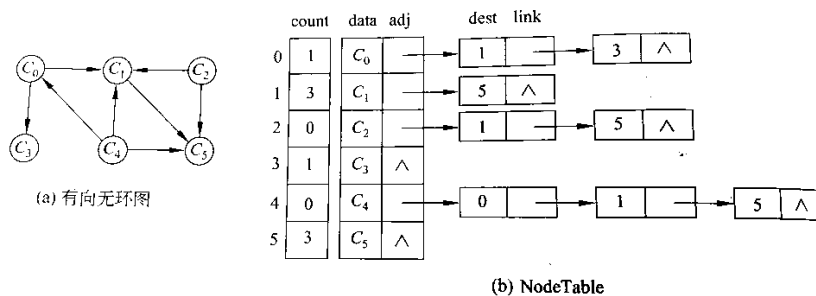 C₀ C₁ C₂
C₃ C₄ C₅
(a) 有向无环图
count data adj dest link
0 1 C₀ 1 3 ∧
1 3 C₁ 5 ∧
2 0 C₂ 1 5 ∧
3 1 C₃ ∧
4 0 C₄ 0 1 5 ∧
5 3 C₅ ∧
(b) NodeTable